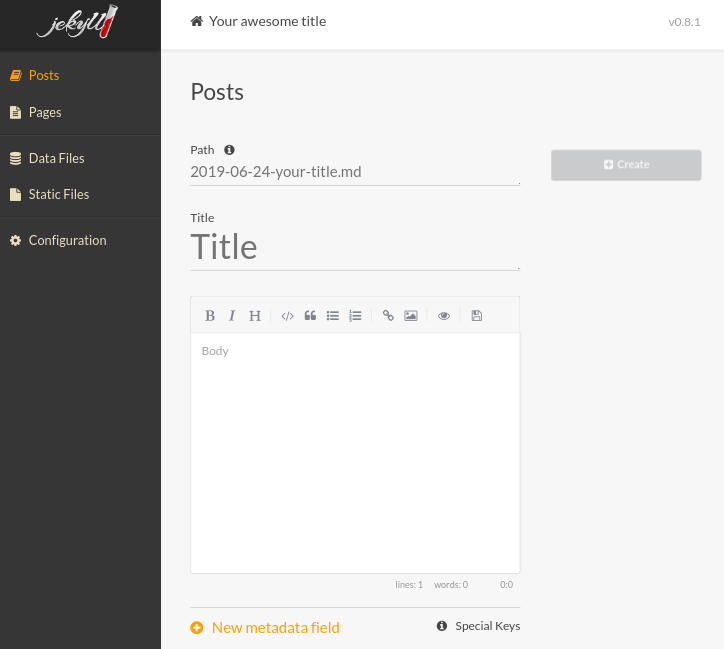 jekyll
Your awesome title
v0.8.1
Posts
Pages
Data Files
Static Files
Configuration
Posts
Path
2019-06-24-your-title.md
Create
Title
Title
B I H
Body
lines: 1 words: 0 0:0
New metadata field
Special Keys